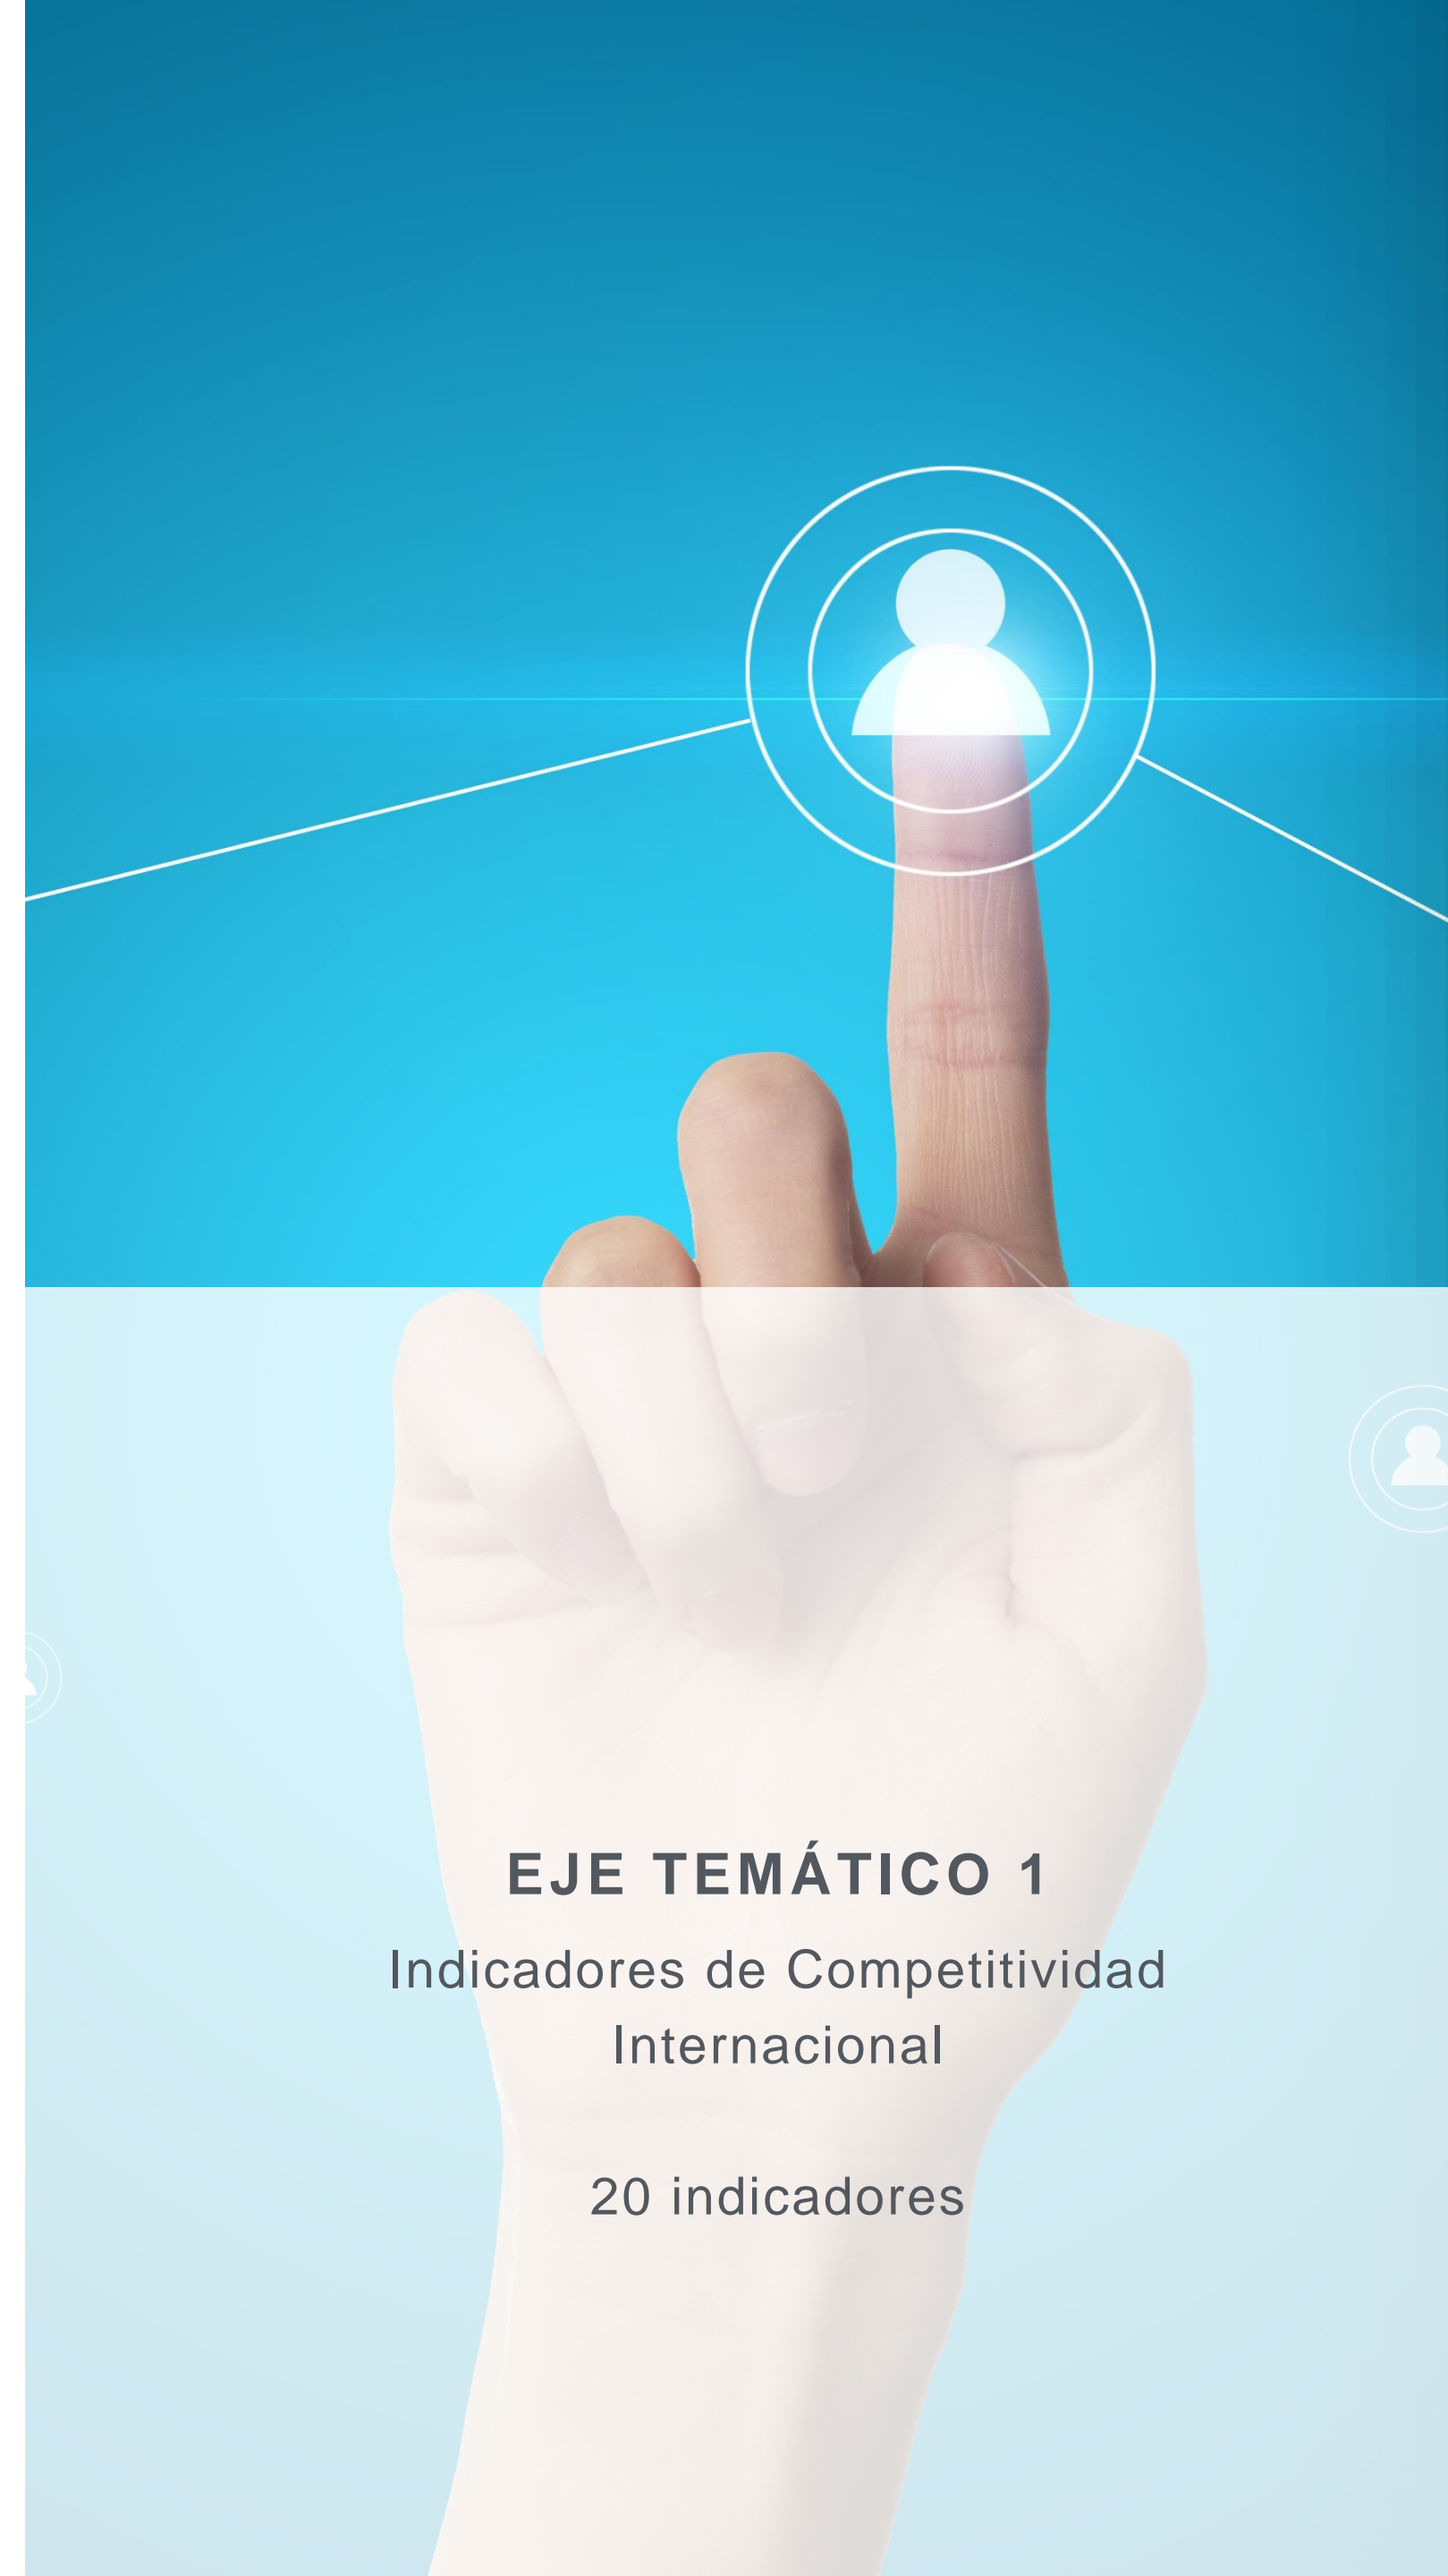 EJE TEMÁTICO 1
Indicadores de Competitividad
Internacional
20 indicadores